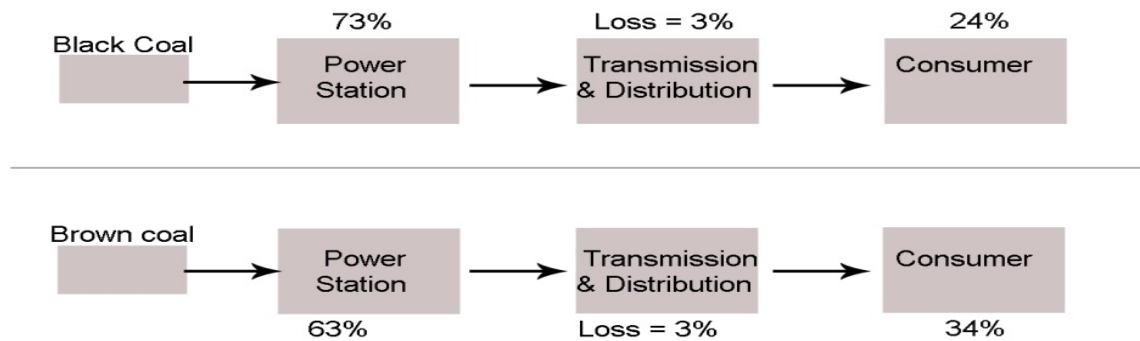 73%
Loss = 3%
24%
Black Coal
Power
Station
Transmission
& Distribution
Consumer
Brown coal
Power
Station
Transmission
& Distribution
Consumer
63%
Loss = 3%
34%